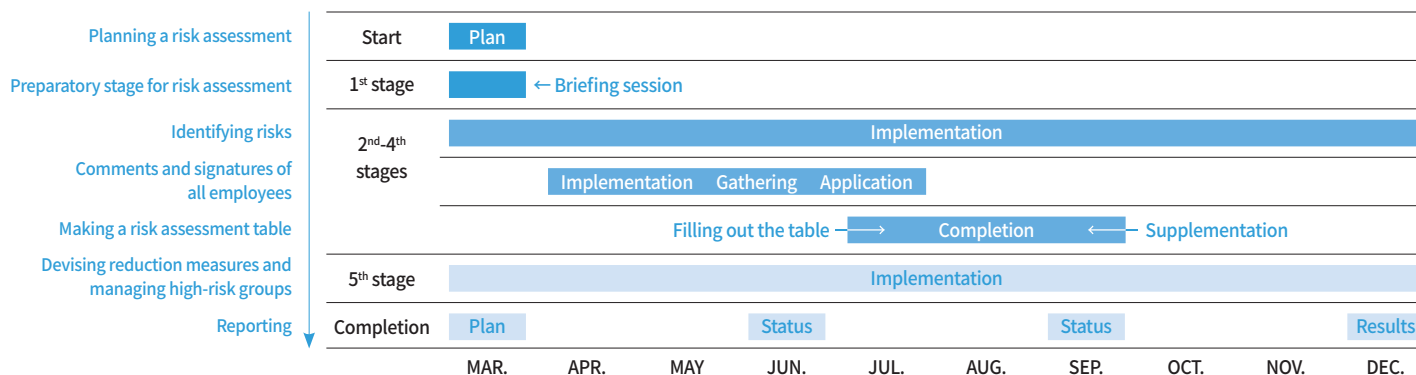 Planning a risk assessment
Start
Plan
Preparatory stage for risk assessment
1st stage
← Briefing session
Identifying risks
2nd-4th
stages
Implementation
Comments and signatures of
all employees
Implementation Gathering Application
Making a risk assessment table
Filling out the table → Completion ← Supplementation
Devising reduction measures and
managing high-risk groups
5th stage
Implementation
Reporting
Completion
Plan
Status
Status
Results
MAR. APR. MAY JUN. JUL. AUG. SEP. OCT. NOV. DEC.